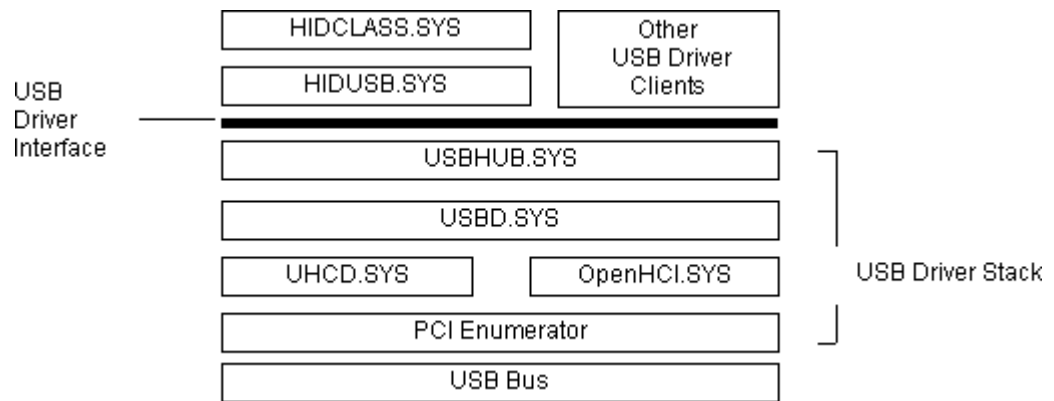 HIDCLASS.SYS
Other
USB Driver
Clients
HIDUSB.SYS
USB
Driver
Interface
USBHUB.SYS
USBD.SYS
UHCD.SYS
OpenHCI.SYS
USB Driver Stack
PCI Enumerator
USB Bus